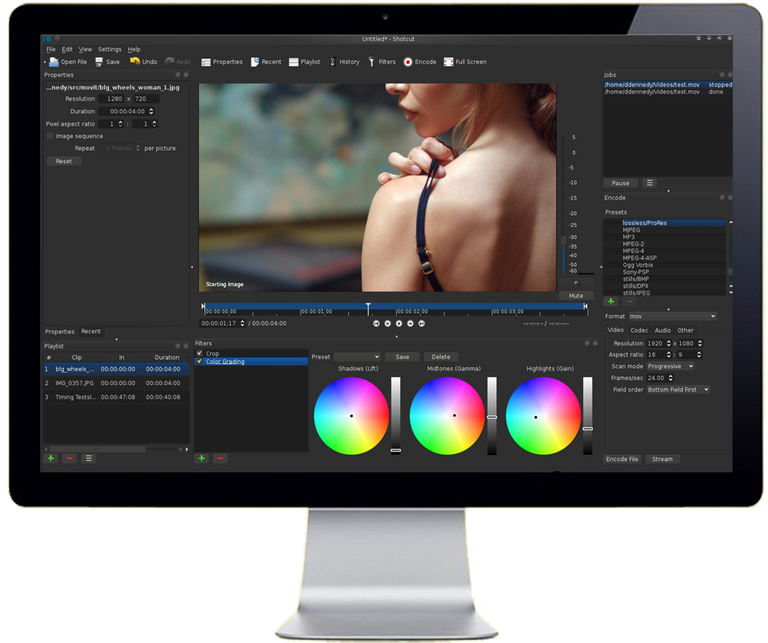 Untitled* - Shotcut
File Edit View Settings Help
Open File Save Undo Redo Properties Recent Playlist History Filters Encode Full Screen
Properties
...nedy/src/movit/blg_wheels_woman_1.jpg
Resolution 1280 x 720
Duration 00:00:04:00
Pixel aspect ratio 1 : 1
Image sequence
Repeat 1 frames per picture
Reset
Properties Recent
Starting image
5
0
-5
-10
-15
-20
-25
-30
-35
-40
-45
-50
-60
Mute
00:00:00:00 00:00:01:00 00:00:02:00 00:00:03:00
00:00:01:17 / 00:00:04:00 --:--:--:-- / --:--:--:--
Jobs
/home/ddennedy/Videos/test.mov stopped
/home/ddennedy/Videos/test.mov done
Pause
Encode
Presets
lossless/ProRes
MJPEG
MP3
MPEG-2
MPEG-4
MPEG-4-ASP
Ogg Vorbis
Sony-PSP
stills/BMP
stills/DPX
stills/JPEG
Format mov
Video Codec Audio Other
Resolution 1920 x 1080
Aspect ratio 16 : 9
Scan mode Progressive
Frames/sec 24.00
Field order Bottom Field First
Encode File Stream
Playlist
# Clip In Duration
1 blg_wheels_... 00:00:00:00 00:00:04:00
2 IMG_0357.JPG 00:00:00:00 00:00:04:00
3 Timing Testsl... 00:00:47:08 00:00:40:08
Filters
Crop
Color Grading
Preset Save Delete
Shadows (Lift) Midtones (Gamma) Highlights (Gain)